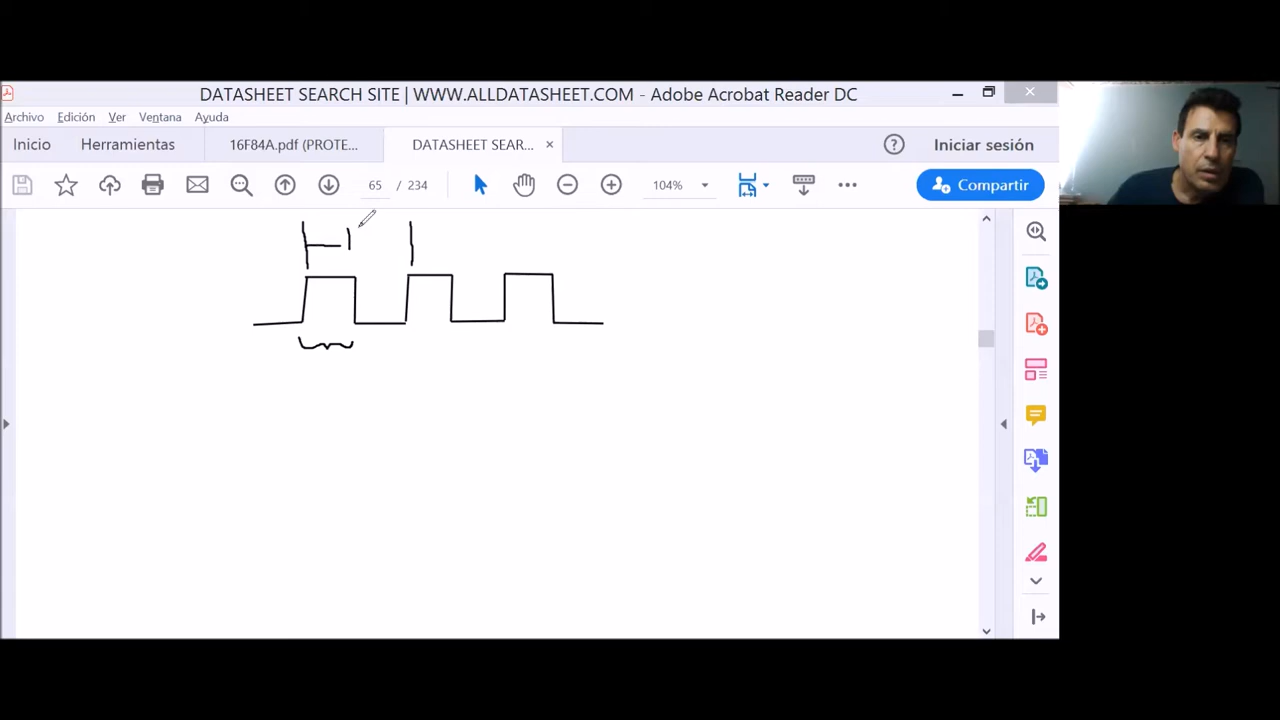 DATASHEET SEARCH SITE | WWW.ALLDATASHEET.COM - Adobe Acrobat Reader DC
Archivo Edición Ver Ventana Ayuda
Inicio Herramientas 16F84A.pdf (PROTE... DATASHEET SEAR... × ? Iniciar sesión
65 / 234 104% Compartir